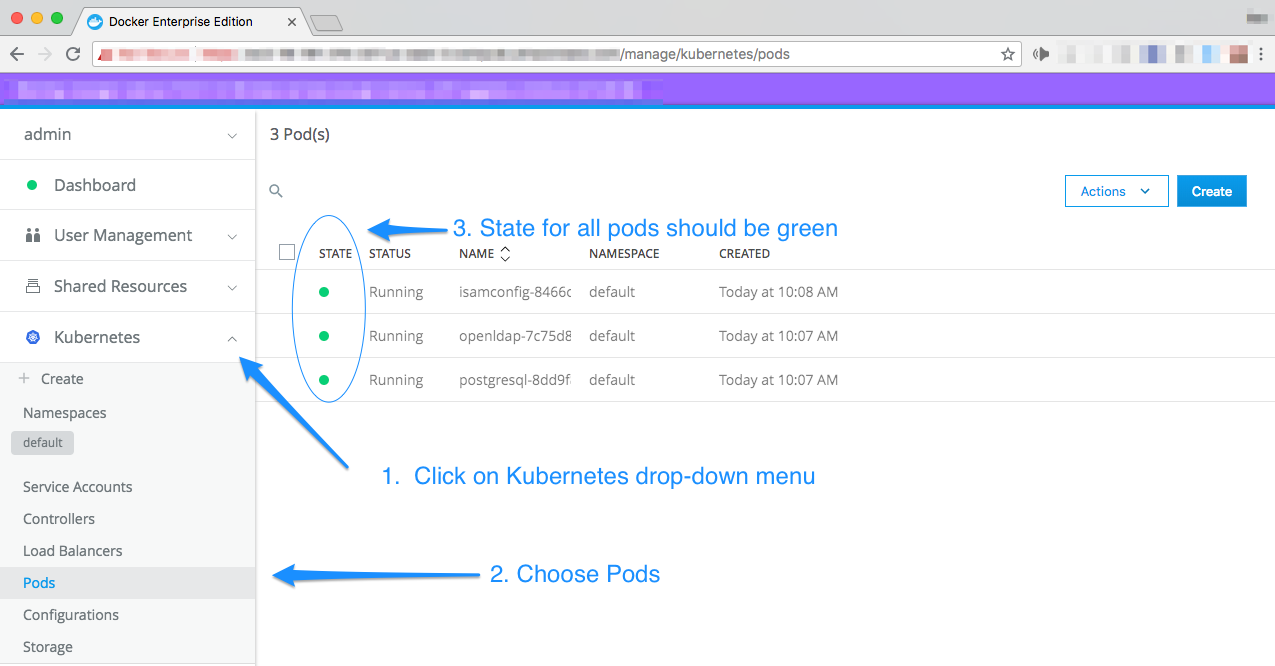 Docker Enterprise Edition
/manage/kubernetes/pods
admin
3 Pod(s)
Dashboard
Actions
Create
User Management
3. State for all pods should be green
STATE STATUS NAME NAMESPACE CREATED
Shared Resources
Running isamconfig-8466c default Today at 10:08 AM
Kubernetes
Running openldap-7c75d8 default Today at 10:07 AM
Running postgresql-8dd9f default Today at 10:07 AM
+ Create
Namespaces
default
1. Click on Kubernetes drop-down menu
Service Accounts
Controllers
Load Balancers
Pods
2. Choose Pods
Configurations
Storage